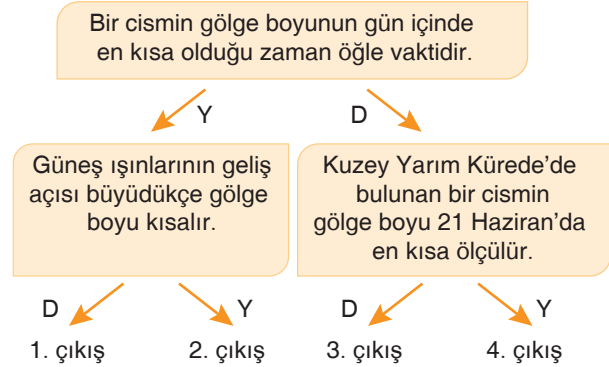 Bir cismin gölge boyunun gün içinde
en kısa olduğu zaman öğle vaktidir.
Y
D
Güneş ışınlarının geliş
açısı büyüdükçe gölge
boyu kısalır.
Kuzey Yarım Kürede’de
bulunan bir cismin
gölge boyu 21 Haziran’da
en kısa ölçülür.
D
Y
D
Y
1. çıkış
2. çıkış
3. çıkış
4. çıkış